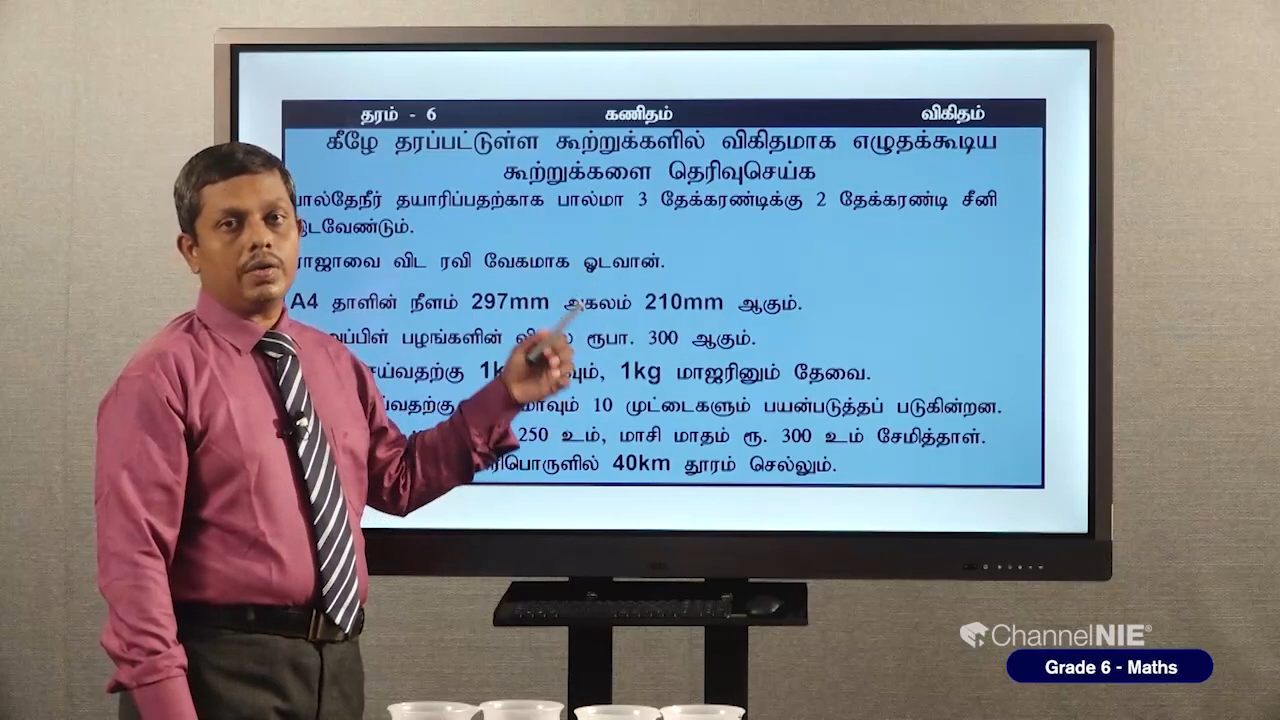 தரம் - 6 கணிதம் விகிதம்
கீழே தரப்பட்டுள்ள கூற்றுக்களில் விகிதமாக எழுதக்கூடிய
கூற்றுக்களை தெரிவுசெய்க
பால்தேநீர் தயாரிப்பதற்காக பால்மா 3 தேக்கரண்டிக்கு 2 தேக்கரண்டி சீனி
இடவேண்டும்.
ராஜாவை விட ரவி வேகமாக ஓடவான்.
A4 தாளின் நீளம் 297mm அகலம் 210mm ஆகும்.
பழங்களின் ரூபா. 300 ஆகும்.
1kg மாஜரினும் தேவை.
10 முட்டைகளும் பயன்படுத்தப் படுகின்றன.
250 உம், மாசி மாதம் ரூ. 300 உம் சேமித்தாள்.
40km தூரம் செல்லும்.
ChannelNIE®
Grade 6 - Maths